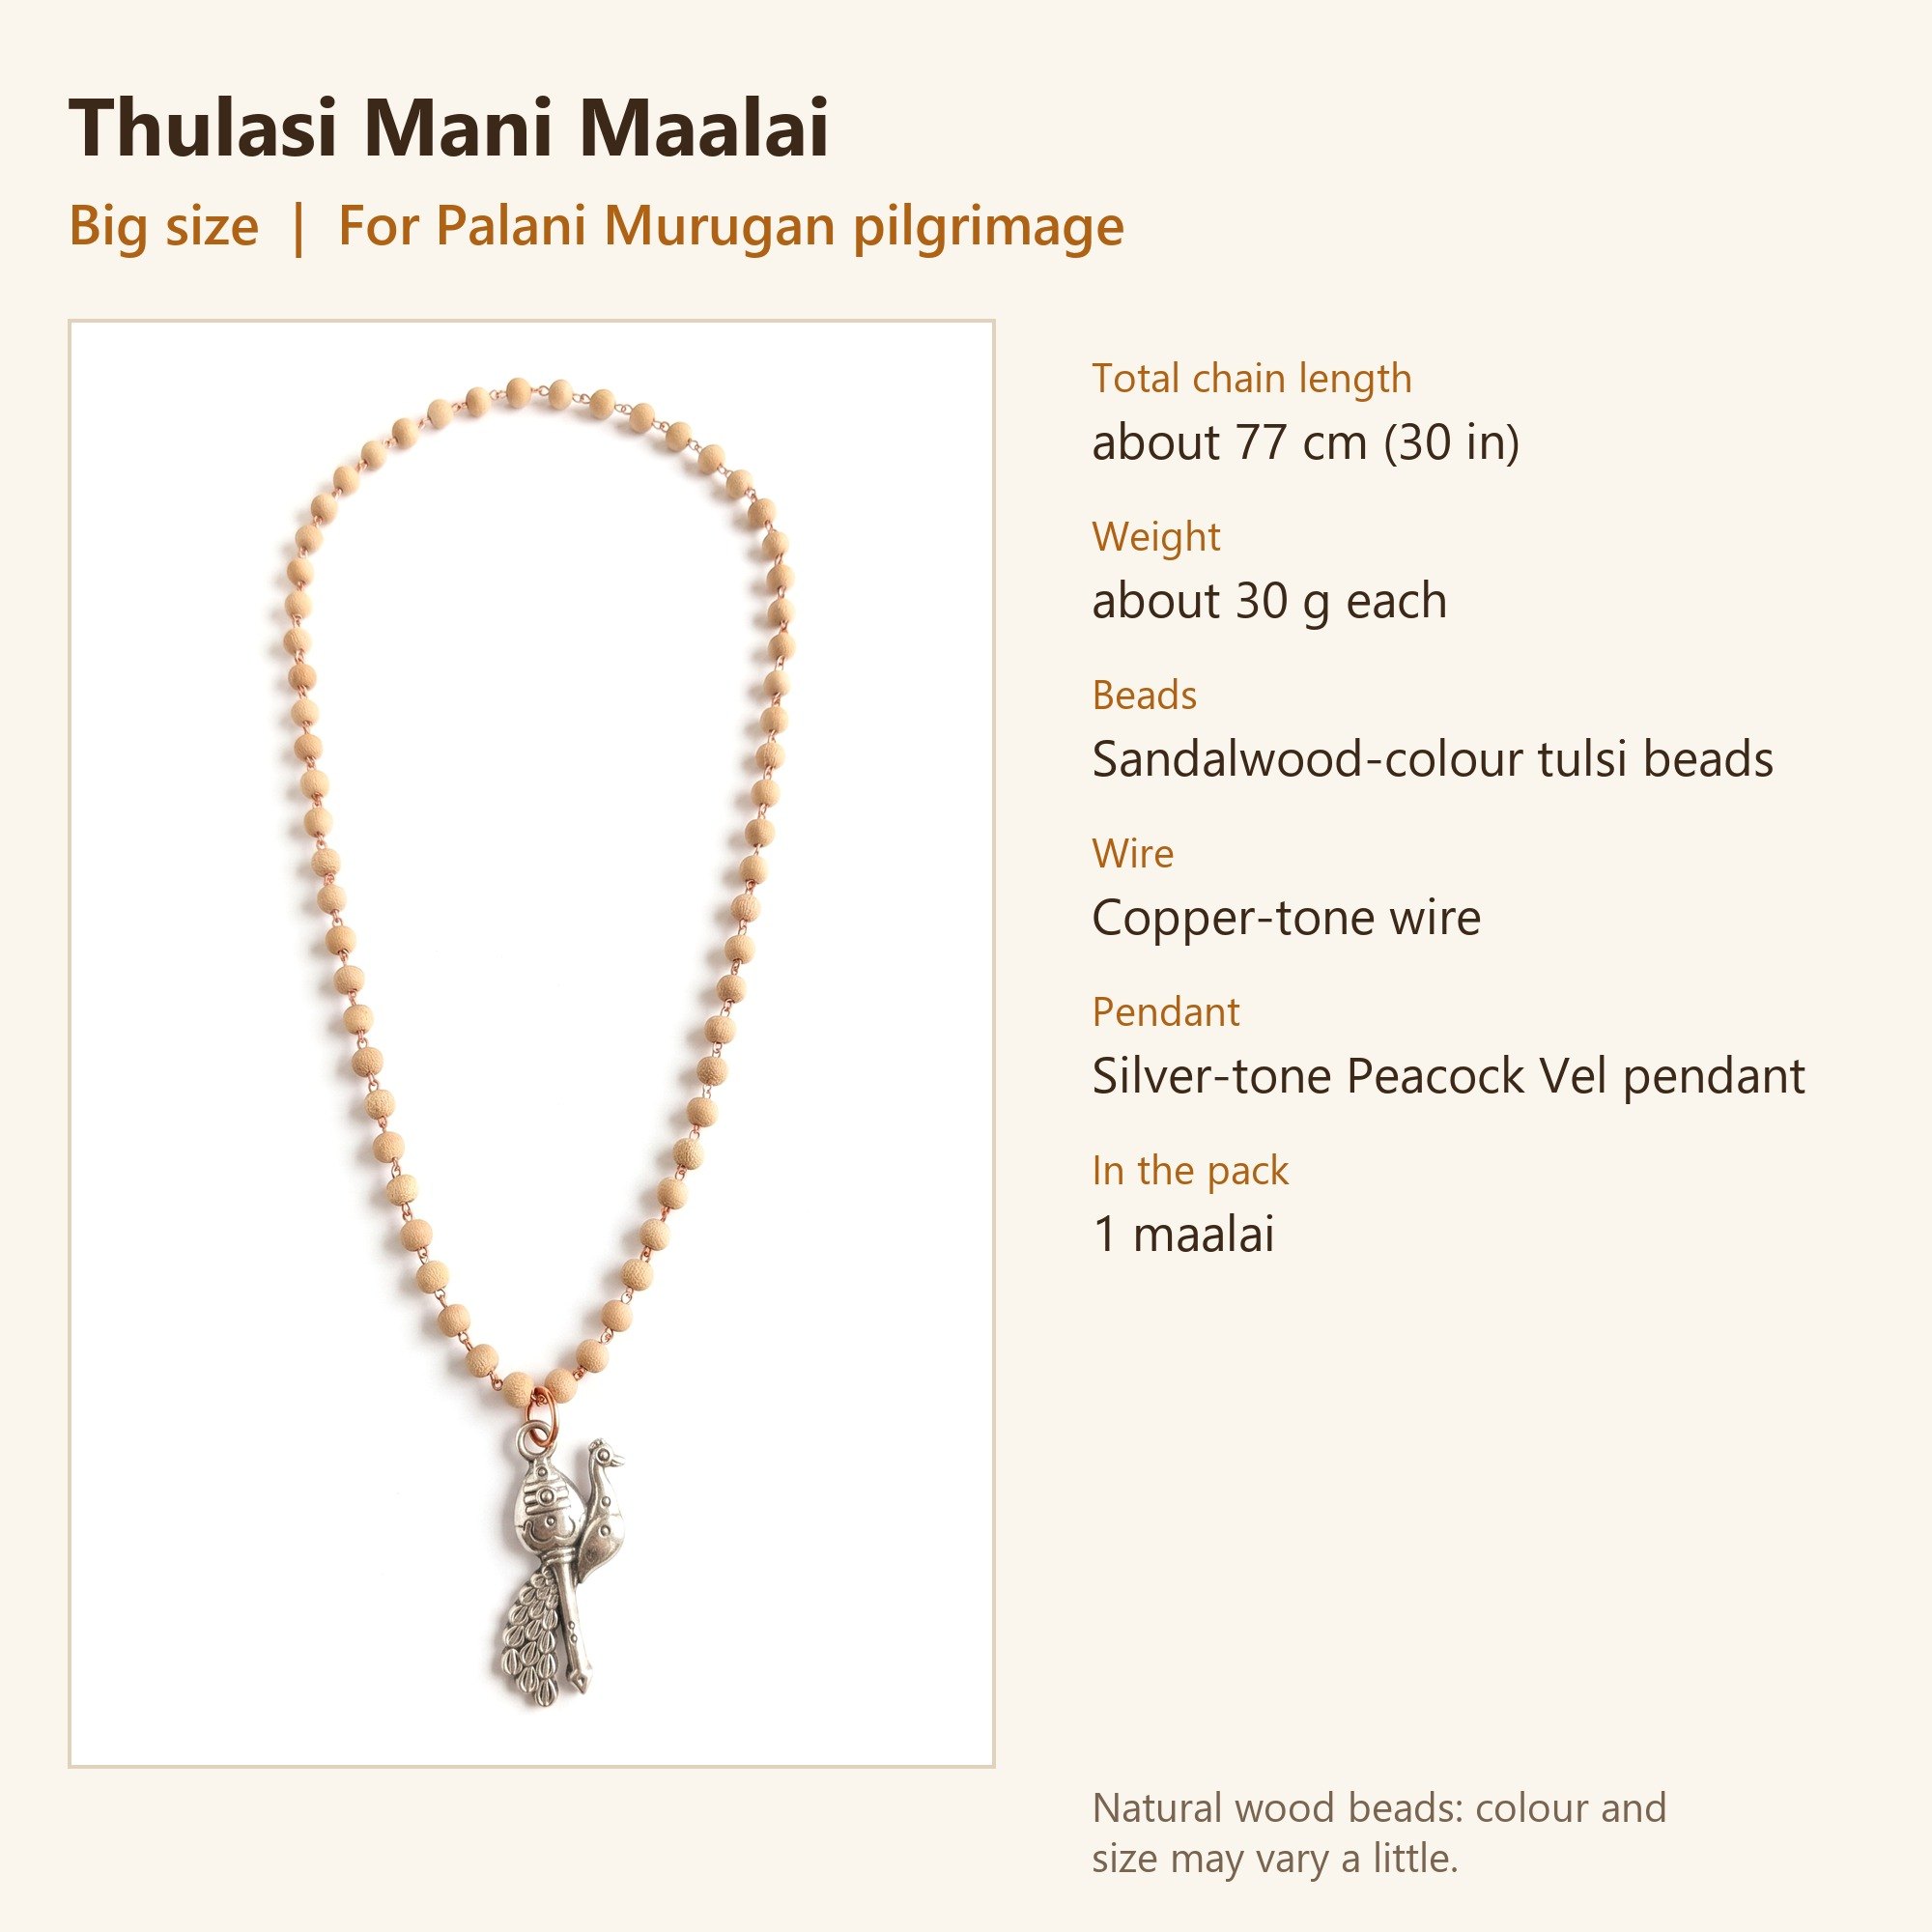 Thulasi Mani Maalai
Big size | For Palani Murugan pilgrimage
Total chain length
about 77 cm (30 in)
Weight
about 30 g each
Beads
Sandalwood-colour tulsi beads
Wire
Copper-tone wire
Pendant
Silver-tone Peacock Vel pendant
In the pack
1 maalai
Natural wood beads: colour and
size may vary a little.